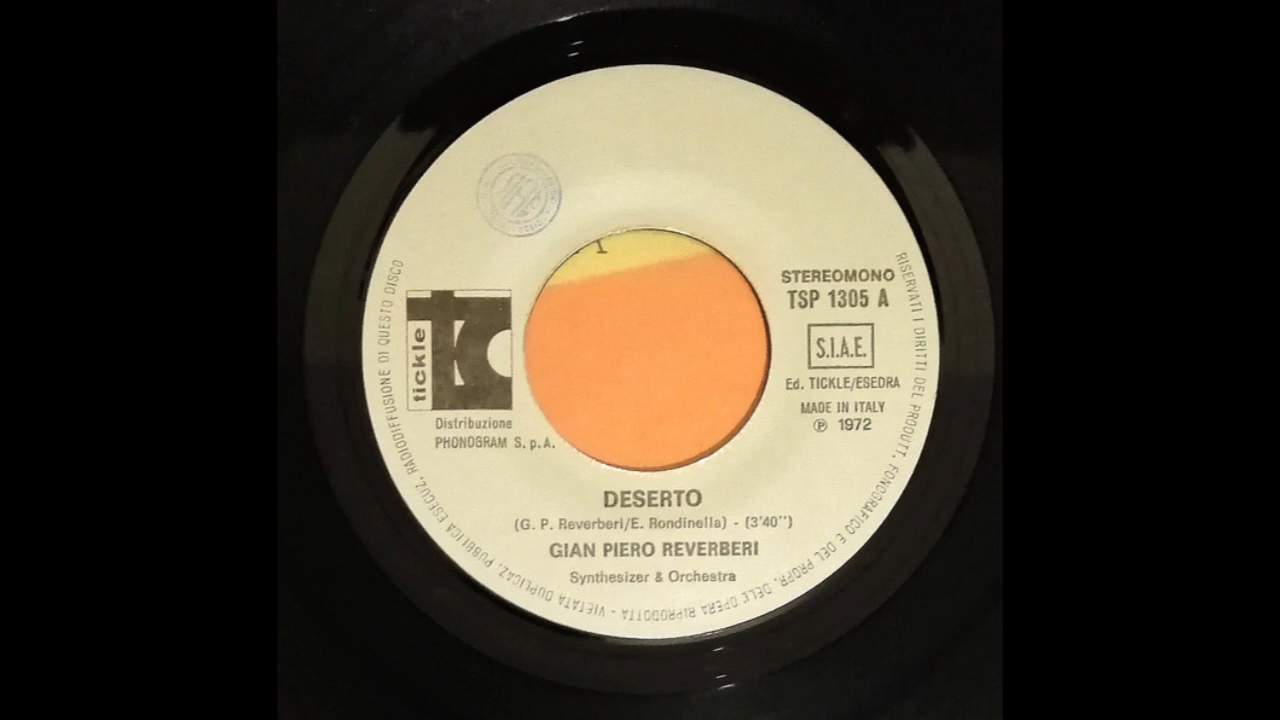 STEREOMONO
TSP 1305 A
S.I.A.E.
Ed. TICKLE/ESEDRA
MADE IN ITALY
℗ 1972
tickle
tc
Distribuzione
PHONOGRAM S.p.A.
DESERTO
(G. P. Reverberi/E. Rondinella) - (3'40")
GIAN PIERO REVERBERI
Synthesizer & Orchestra
RISERVATI I DIRITTI DEL PRODUTT. FONOGRAFICO E DEL PROPR. DELL'OPERA RIPRODOTTA - VIETATA DUPLICAZ. PUBBLICA ESECUZ. RADIODIFFUSIONE DI QUESTO DISCO